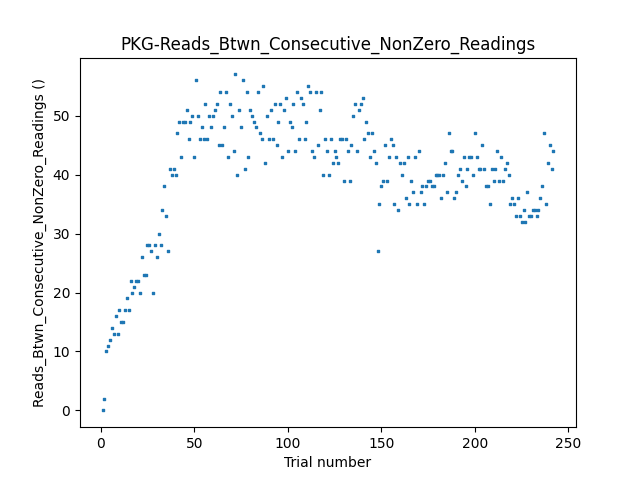 PKG-Reads_Btwn_Consecutive_NonZero_Readings
Reads_Btwn_Consecutive_NonZero_Readings ()
50
40
30
20
10
0
0 50 100 150 200 250
Trial number